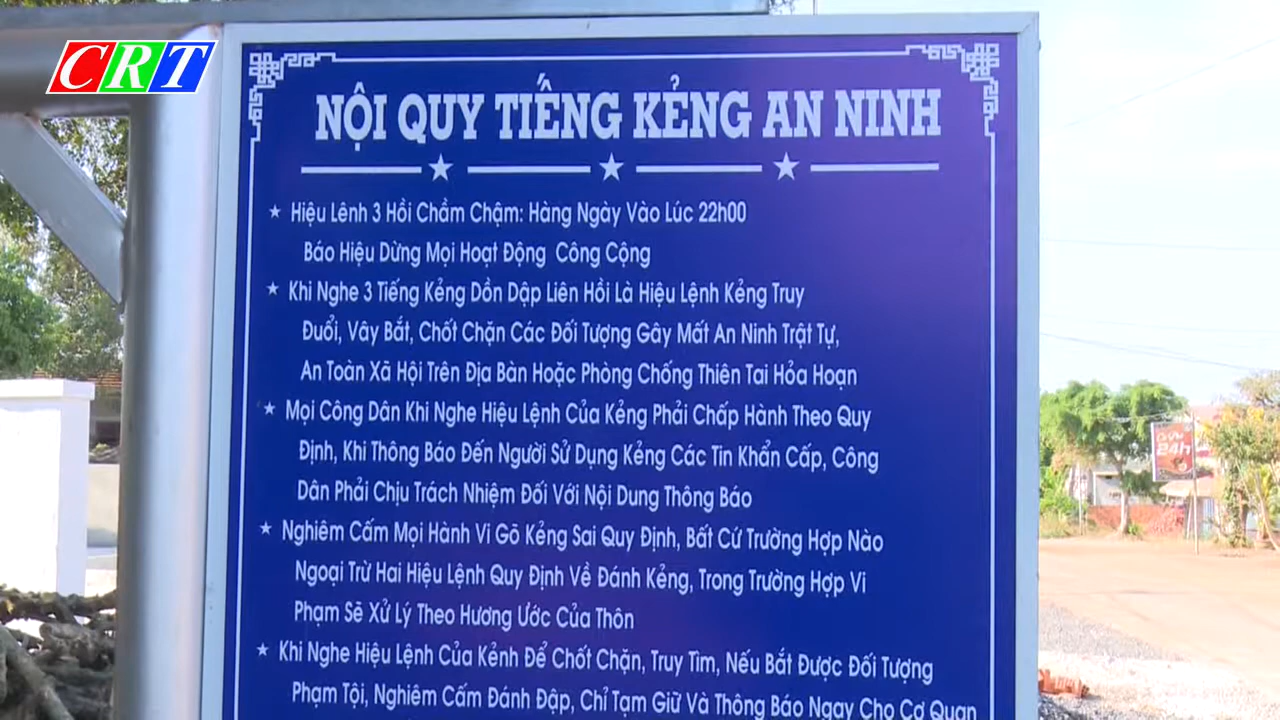 CRT
NỘI QUY TIẾNG KẺNG AN NINH
Hiệu Lênh 3 Hồi Chầm Chậm: Hàng Ngày Vào Lúc 22h00
Báo Hiệu Dừng Mọi Hoạt Động Công Cộng
Khi Nghe 3 Tiếng Kẻng Dồn Dập Liên Hồi Là Hiệu Lệnh Kẻng Truy
Đuổi, Vây Bắt, Chốt Chặn Các Đối Tượng Gây Mất An Ninh Trật Tự,
An Toàn Xã Hội Trên Địa Bàn Hoặc Phòng Chống Thiên Tai Hỏa Hoạn
Mọi Công Dân Khi Nghe Hiệu Lệnh Của Kẻng Phải Chấp Hành Theo Quy
Định, Khi Thông Báo Đến Người Sử Dụng Kẻng Các Tin Khẩn Cấp, Công
Dân Phải Chịu Trách Nhiệm Đối Với Nội Dung Thông Báo
Nghiêm Cấm Mọi Hành Vi Gõ Kẻng Sai Quy Định, Bất Cứ Trường Hợp Nào
Ngoại Trừ Hai Hiệu Lệnh Quy Định Về Đánh Kẻng, Trong Trường Hợp Vi
Phạm Sẽ Xử Lý Theo Hương Ước Của Thôn
Khi Nghe Hiệu Lệnh Của Kẻnh Để Chốt Chặn, Truy Tìm, Nếu Bắt Được Đối Tượng
Phạm Tội, Nghiêm Cấm Đánh Đập, Chỉ Tạm Giữ Và Thông Báo Ngay Cho Cơ Quan
24h